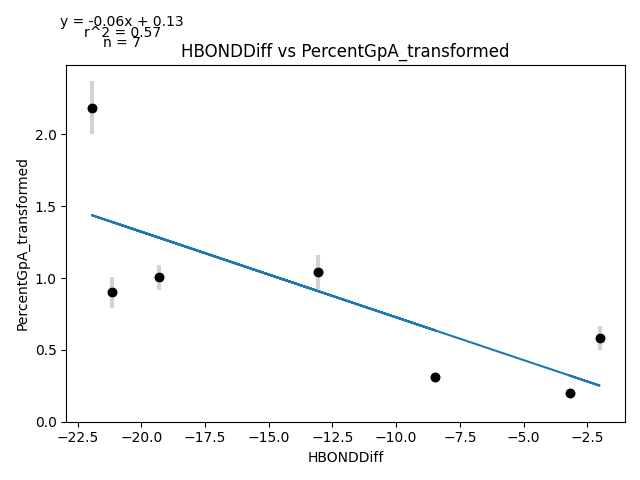 y = -0.06x + 0.13
r^2 = 0.57
n = 7
HBONDDiff vs PercentGpA_transformed
PercentGpA_transformed
2.0
1.5
1.0
0.5
0.0
−22.5 −20.0 −17.5 −15.0 −12.5 −10.0 −7.5 −5.0 −2.5
HBONDDiff